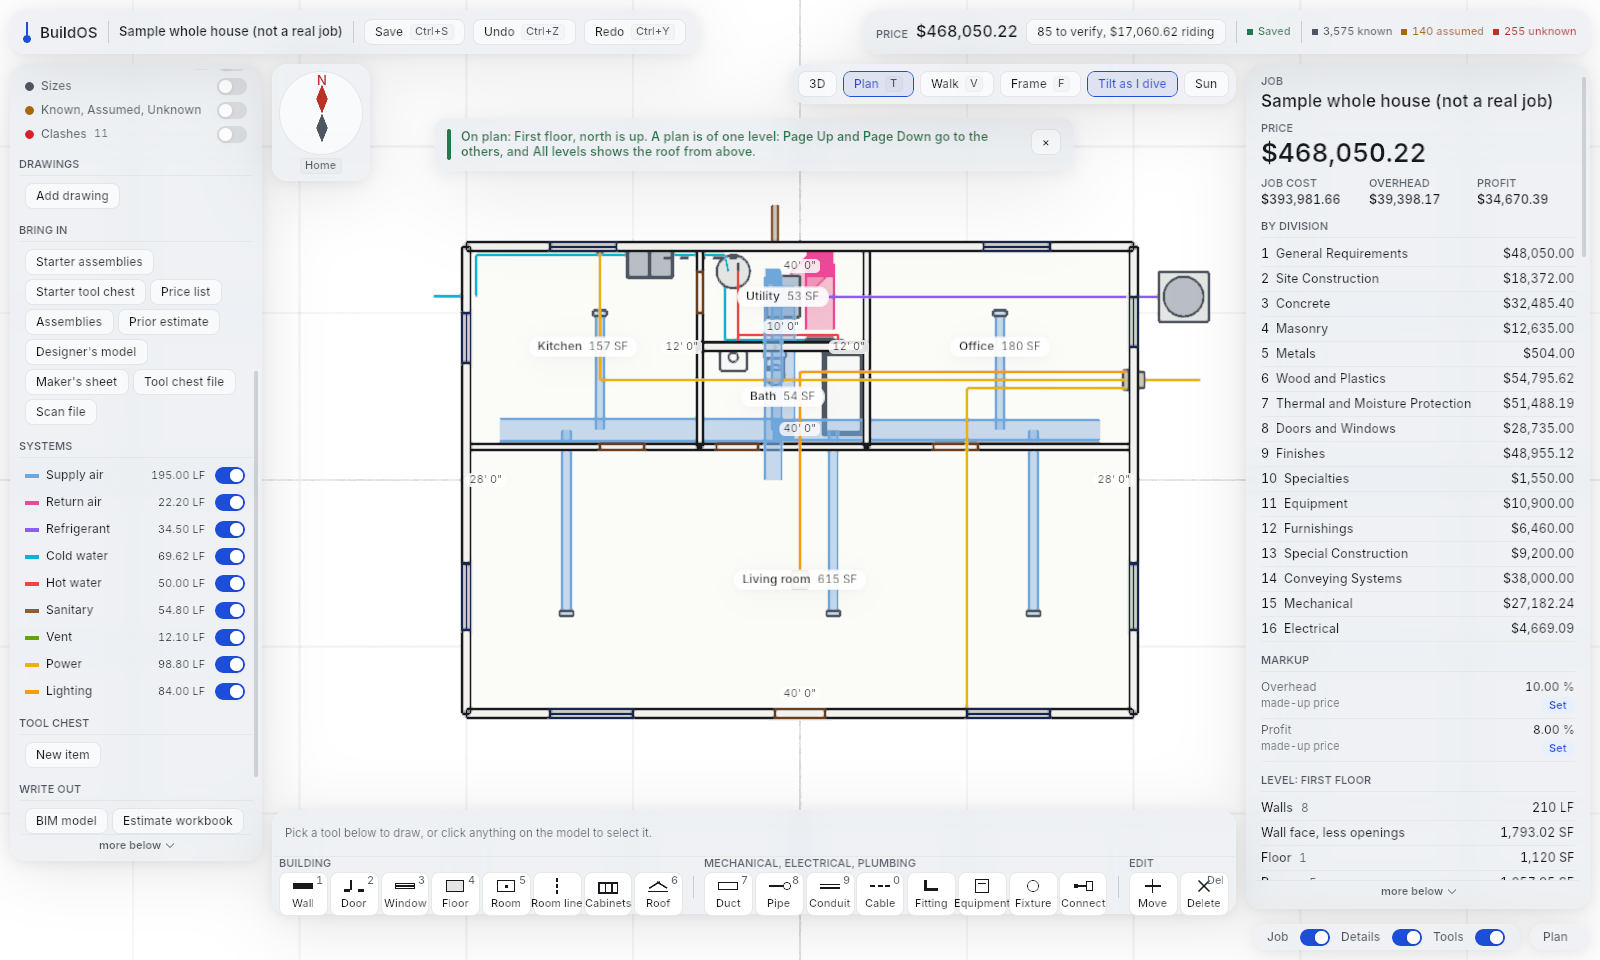 BuildOS
Sample whole house (not a real job)
Save Ctrl+S
Undo Ctrl+Z
Redo Ctrl+Y
PRICE $468,050.22
85 to verify, $17,060.62 riding
Saved
3,575 known
140 assumed
255 unknown
Sizes
Known, Assumed, Unknown
Clashes 11
DRAWINGS
Add drawing
BRING IN
Starter assemblies
Starter tool chest
Price list
Assemblies
Prior estimate
Designer's model
Maker's sheet
Tool chest file
Scan file
SYSTEMS
Supply air 195.00 LF
Return air 22.20 LF
Refrigerant 34.50 LF
Cold water 69.62 LF
Hot water 50.00 LF
Sanitary 54.80 LF
Vent 12.10 LF
Power 98.80 LF
Lighting 84.00 LF
TOOL CHEST
New item
WRITE OUT
BIM model
Estimate workbook
more below
N
Home
3D
Plan T
Walk V
Frame F
Tilt as I dive
Sun
On plan: First floor, north is up. A plan is of one level: Page Up and Page Down go to the
others, and All levels shows the roof from above.
×
40' 0"
Utility 53 SF
10' 0"
Kitchen 157 SF
12' 0"
12' 0"
Office 180 SF
Bath 54 SF
40' 0"
28' 0"
28' 0"
Living room 615 SF
40' 0"
Pick a tool below to draw, or click anything on the model to select it.
BUILDING
Wall 1
Door 2
Window 3
Floor 4
Room 5
Room line
Cabinets
Roof 6
MECHANICAL, ELECTRICAL, PLUMBING
Duct 7
Pipe 8
Conduit 9
Cable 0
Fitting
Equipment
Fixture
Connect
EDIT
Move
Delete Del
JOB
Sample whole house (not a real job)
PRICE
$468,050.22
JOB COST OVERHEAD PROFIT
$393,981.66 $39,398.17 $34,670.39
BY DIVISION
1 General Requirements $48,050.00
2 Site Construction $18,372.00
3 Concrete $32,485.40
4 Masonry $12,635.00
5 Metals $504.00
6 Wood and Plastics $54,795.62
7 Thermal and Moisture Protection $51,488.19
8 Doors and Windows $28,735.00
9 Finishes $48,955.12
10 Specialties $1,550.00
11 Equipment $10,900.00
12 Furnishings $6,460.00
13 Special Construction $9,200.00
14 Conveying Systems $38,000.00
15 Mechanical $27,182.24
16 Electrical $4,669.09
MARKUP
Overhead 10.00 %
made-up price Set
Profit 8.00 %
made-up price Set
LEVEL: FIRST FLOOR
Walls 8 210 LF
Wall face, less openings 1,793.02 SF
Floor 1 1,120 SF
more below
Job
Details
Tools
Plan